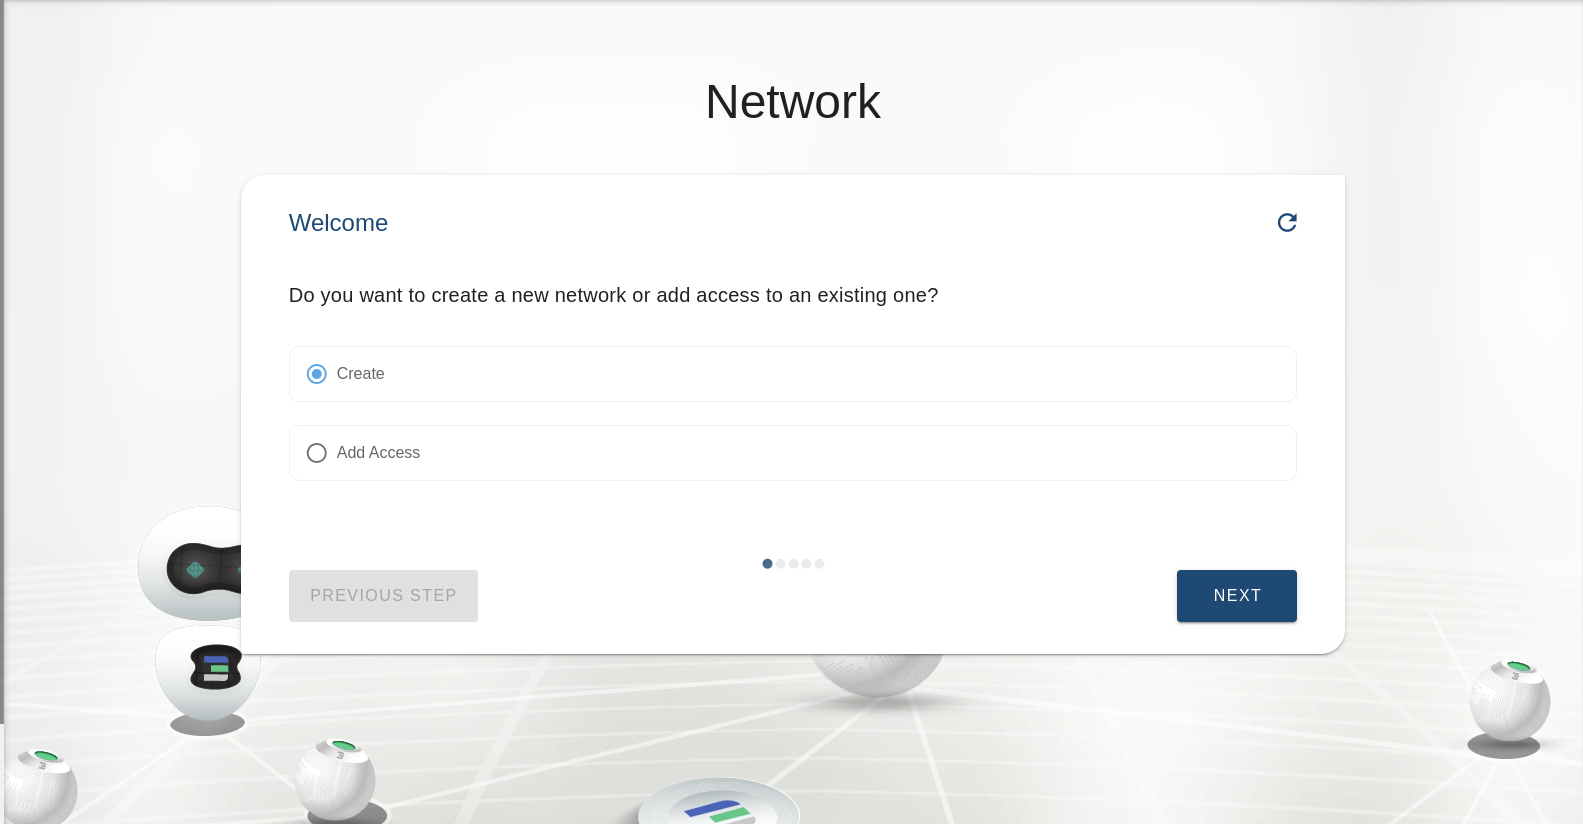 Network
Welcome
Do you want to create a new network or add access to an existing one?
Create
Add Access
PREVIOUS STEP
NEXT